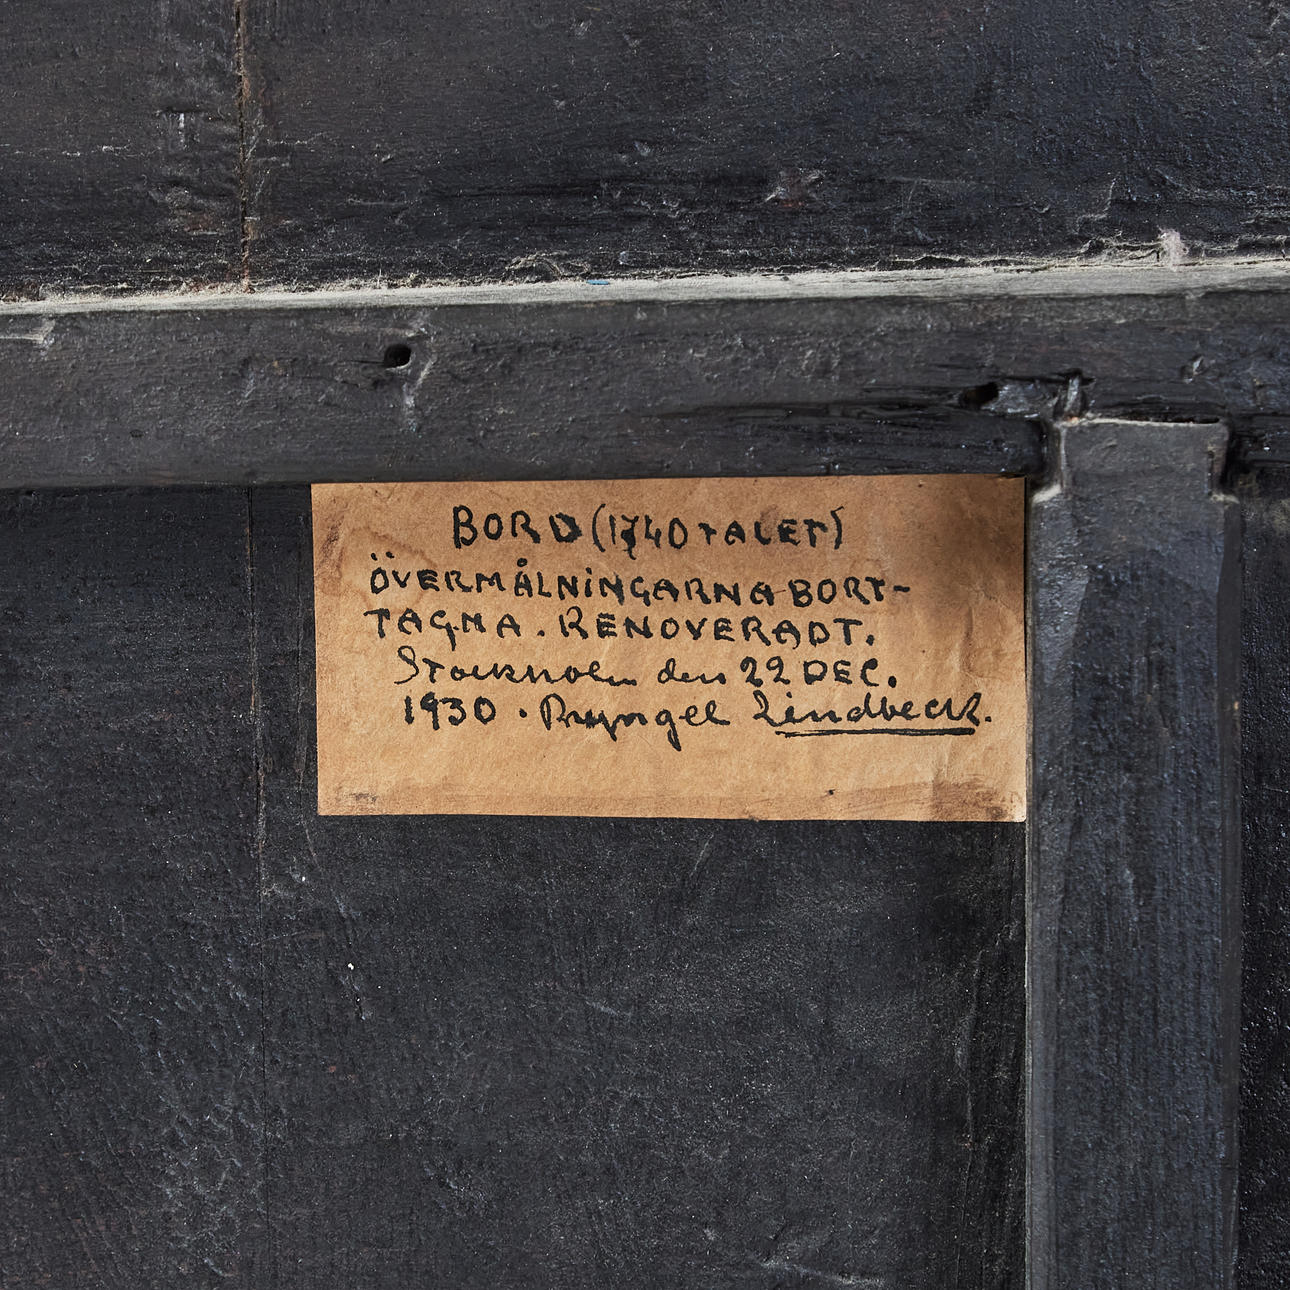 BORD (1740 TALET)
ÖVERMÅLNINGARNA BORT-
TAGNA. RENOVERADT.
Stockholm den 22 DEC.
1930. Lindbeck.